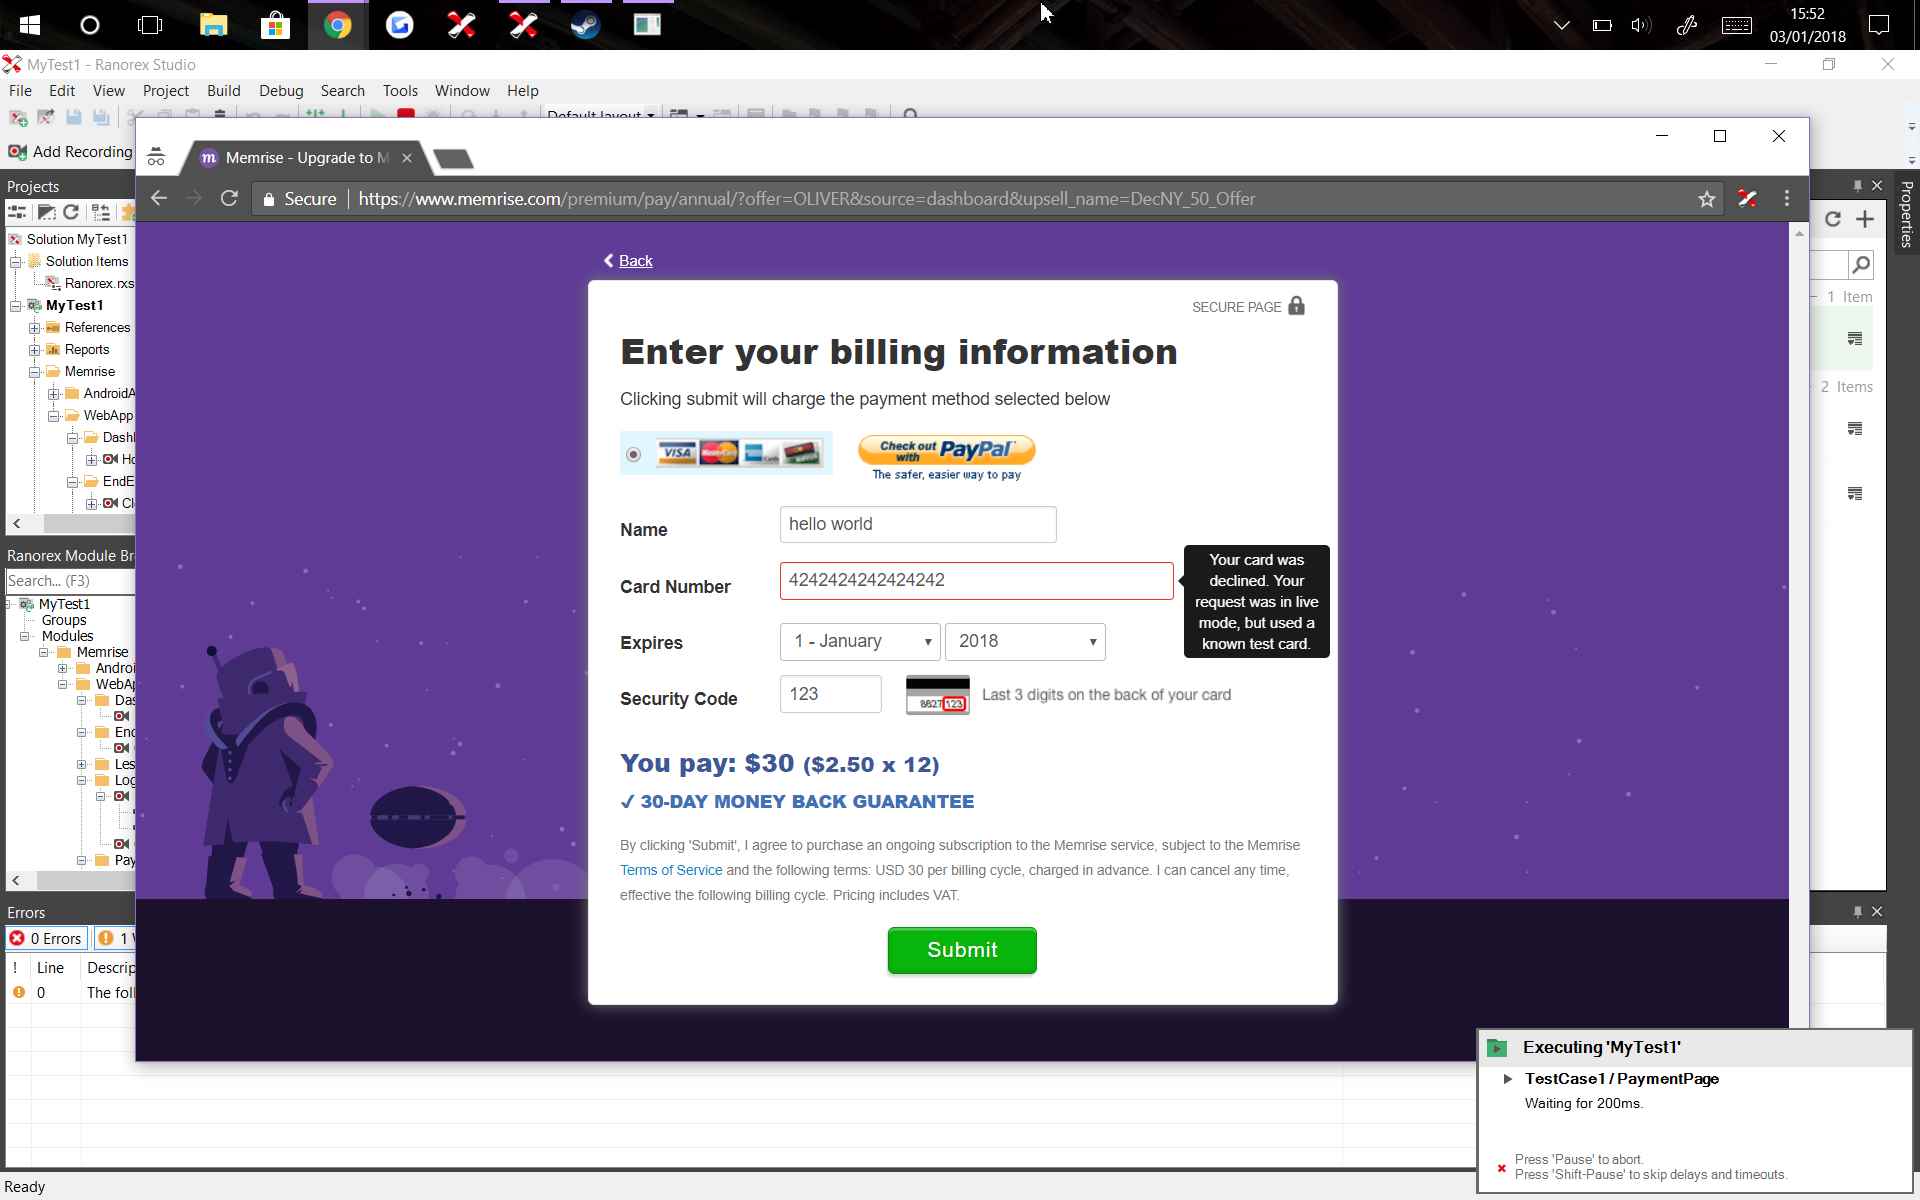 15:52
03/01/2018
MyTest1 - Ranorex Studio
File Edit View Project Build Debug Search Tools Window Help
Default layout
Add Recording
Memrise - Upgrade to M
Secure https://www.memrise.com/premium/pay/annual/?offer=OLIVER&source=dashboard&upsell_name=DecNY_50_Offer
Projects
Solution MyTest1
Solution Items
Ranorex.rxs
MyTest1
References
Reports
Memrise
AndroidA
WebApp
Dashl
Ho
EndE
Cl
Ranorex Module Br
Search... (F3)
MyTest1
Groups
Modules
Memrise
Androi
WebAp
Das
Enc
Les
Log
Pay
Errors
0 Errors
1
! Line Descrip
0 The foll
Ready
Properties
1 Item
2 Items
Back
SECURE PAGE
Enter your billing information
Clicking submit will charge the payment method selected below
VISA MasterCard
Check out with PayPal
The safer, easier way to pay
Name hello world
Card Number 4242424242424242
Your card was
declined. Your
request was in live
mode, but used a
known test card.
Expires 1 - January 2018
Security Code 123 8827 123 Last 3 digits on the back of your card
You pay: $30 ($2.50 x 12)
✓ 30-DAY MONEY BACK GUARANTEE
By clicking 'Submit', I agree to purchase an ongoing subscription to the Memrise service, subject to the Memrise
Terms of Service and the following terms: USD 30 per billing cycle, charged in advance. I can cancel any time,
effective the following billing cycle. Pricing includes VAT.
Submit
Executing 'MyTest1'
TestCase1 / PaymentPage
Waiting for 200ms.
Press 'Pause' to abort.
Press 'Shift-Pause' to skip delays and timeouts.